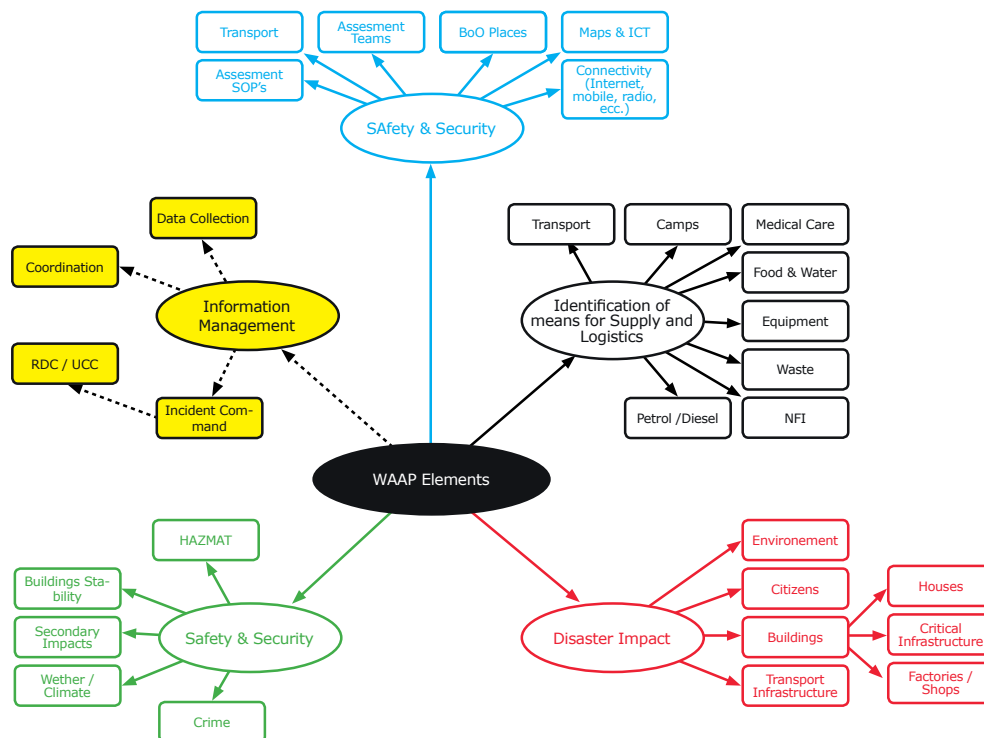 Transport
Assesment
Teams
BoO Places
Maps & ICT
Assesment
SOP's
Connectivity
(Internet,
mobile, radio,
ecc.)
SAfety & Security
Data Collection
Coordination
Information
Management
RDC / UCC
Incident Com-
mand
Transport
Camps
Medical Care
Food & Water
Identification of
means for Supply and
Logistics
Equipment
Waste
Petrol /Diesel
NFI
WAAP Elements
HAZMAT
Buildings Sta-
bility
Secondary
Impacts
Safety & Security
Wether /
Climate
Crime
Environement
Citizens
Disaster Impact
Buildings
Transport
Infrastructure
Houses
Critical
Infrastructure
Factories /
Shops